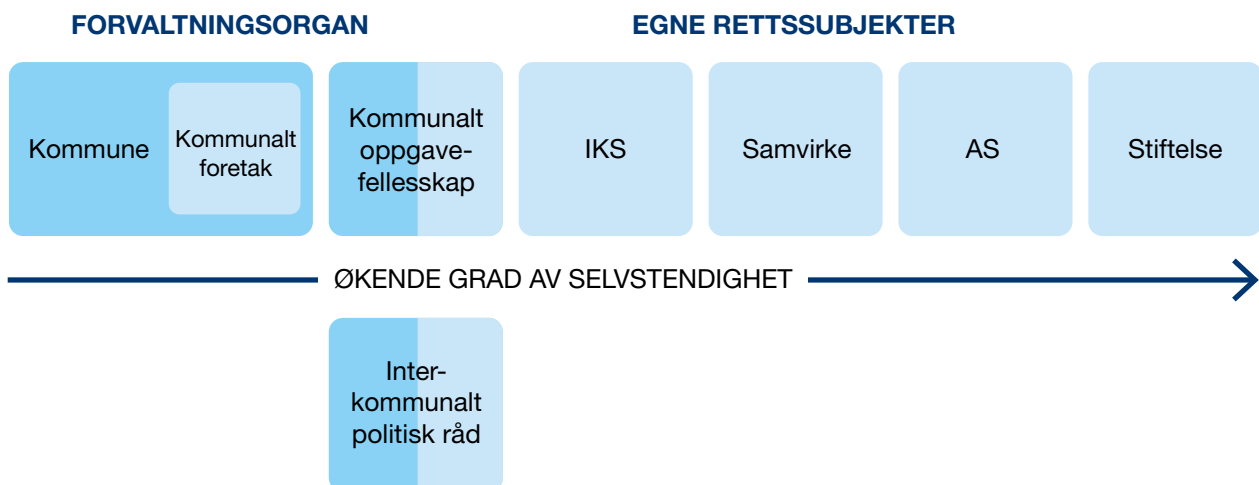 FORVALTNINGSORGAN
EGNE RETTSSUBJEKTER
Kommune
Kommunalt
foretak
Kommunalt
oppgave-
fellesskap
IKS
Samvirke
AS
Stiftelse
ØKENDE GRAD AV SELVSTENDIGHET
Inter-
kommunalt
politisk råd